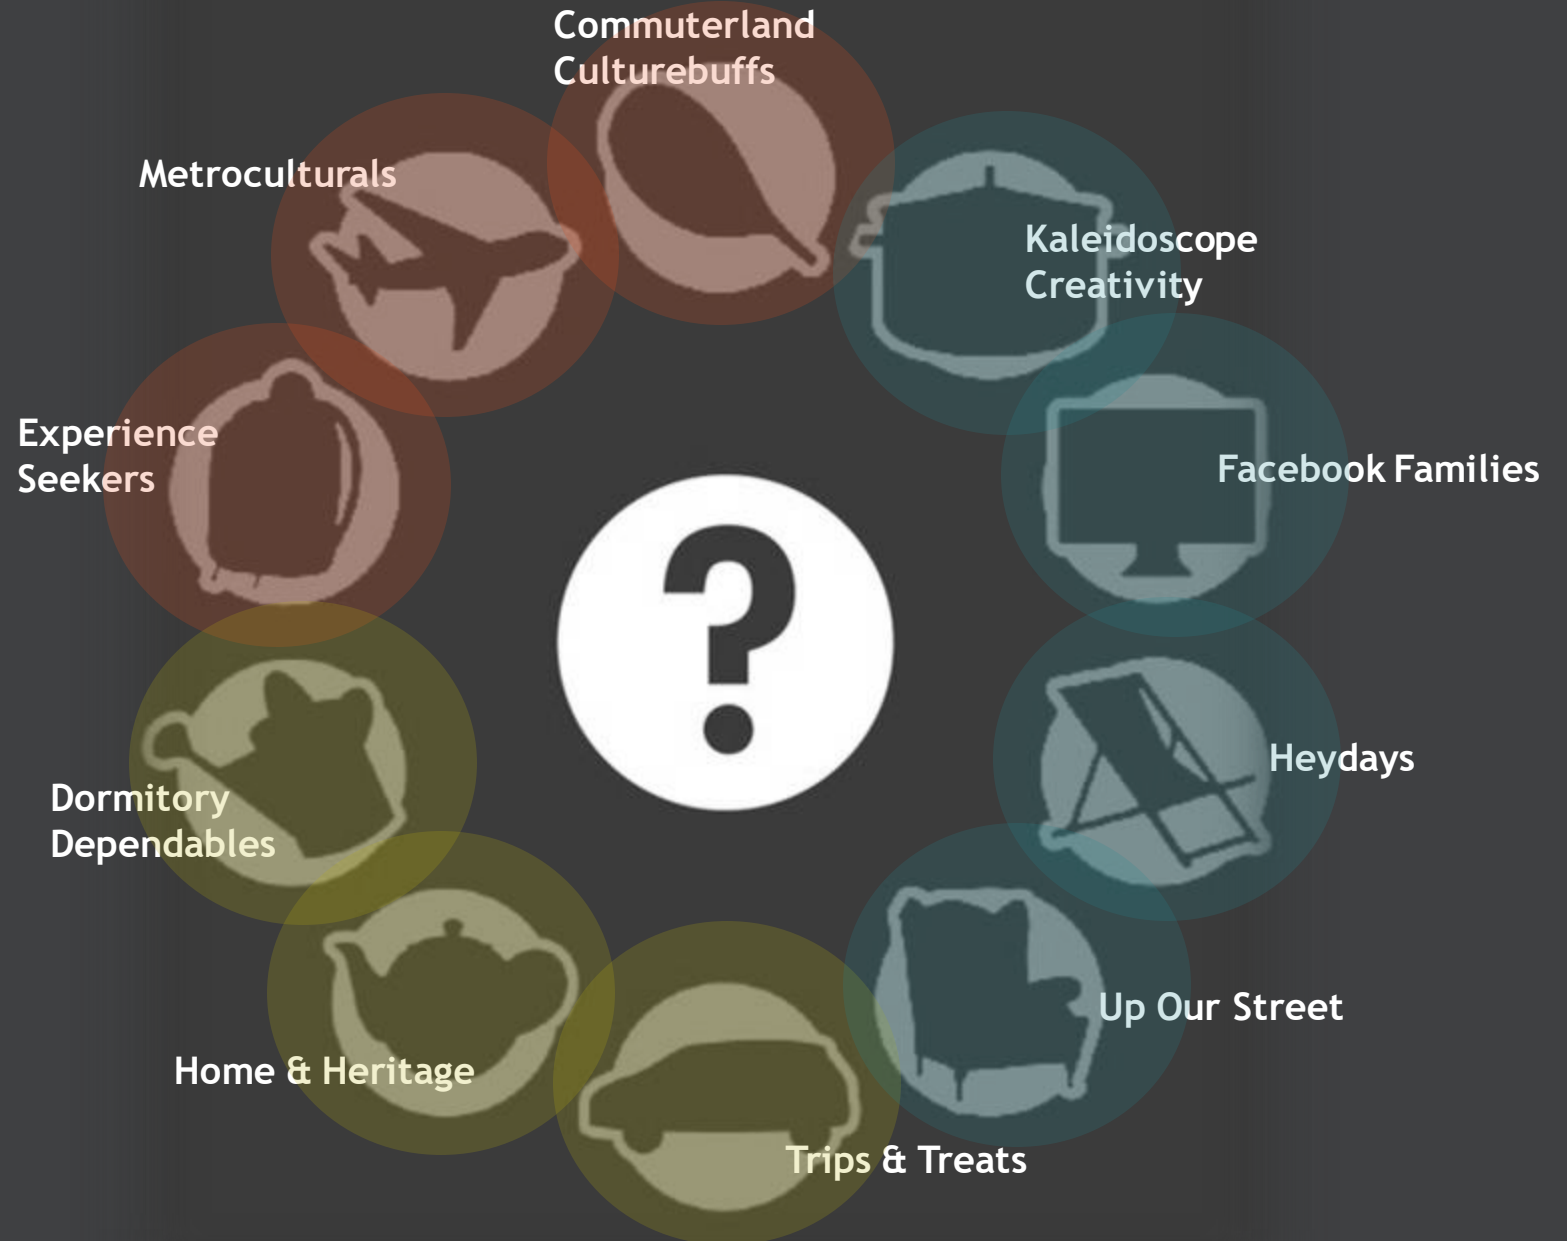 Commuterland
Culturebuffs
Metroculturals
Kaleidoscope
Creativity
Experience
Seekers
Facebook Families
?
Heydays
Dormitory
Dependables
Up Our Street
Home & Heritage
Trips & Treats